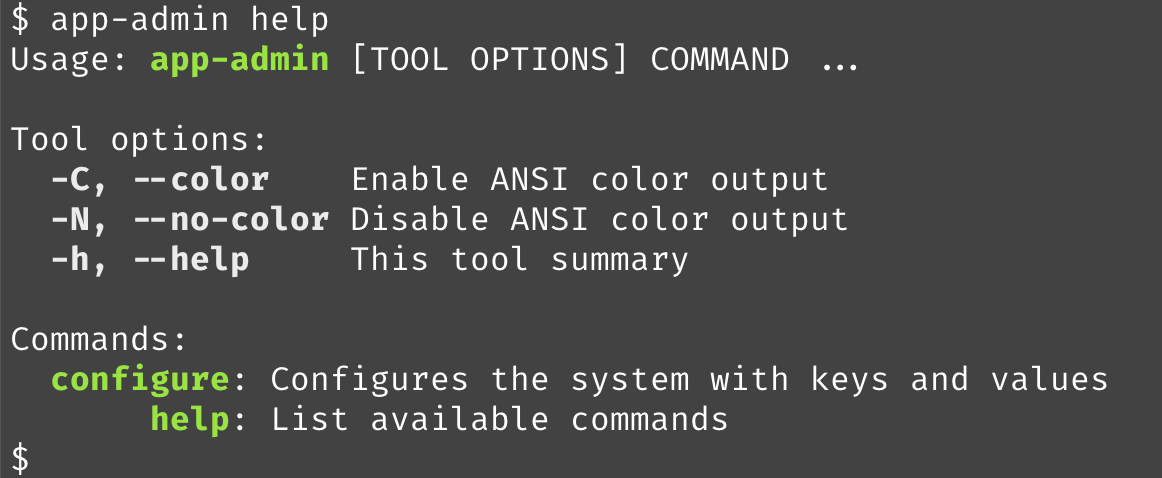 $ app-admin help
Usage: app-admin [TOOL OPTIONS] COMMAND ...
Tool options:
-C, --color Enable ANSI color output
-N, --no-color Disable ANSI color output
-h, --help This tool summary
Commands:
configure: Configures the system with keys and values
help: List available commands
$